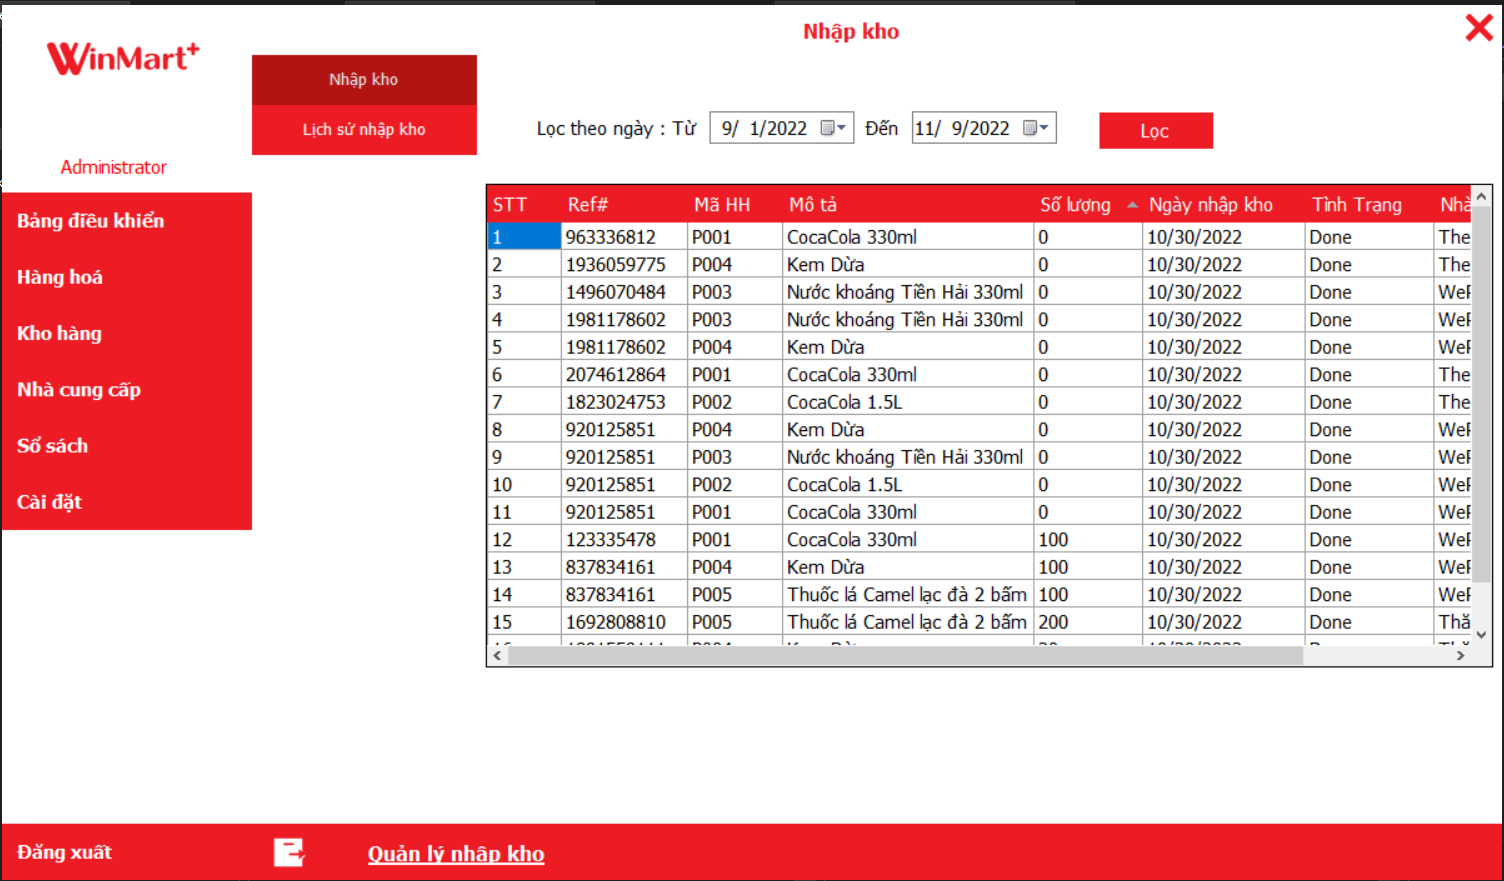 Nhập kho
WinMart+
Nhập kho
Lịch sử nhập kho
Lọc theo ngày : Từ 9/ 1/2022 Đến 11/ 9/2022 Lọc
Administrator
Bảng điều khiển
Hàng hoá
Kho hàng
Nhà cung cấp
Sổ sách
Cài đặt
STT Ref# Mã HH Mô tả Số lượng Ngày nhập kho Tình Trạng Nhà
1 963336812 P001 CocaCola 330ml 0 10/30/2022 Done The
2 1936059775 P004 Kem Dừa 0 10/30/2022 Done The
3 1496070484 P003 Nước khoáng Tiền Hải 330ml 0 10/30/2022 Done
4 1981178602 P003 Nước khoáng Tiền Hải 330ml 0 10/30/2022 Done
5 1981178602 P004 Kem Dừa 0 10/30/2022 Done
6 2074612864 P001 CocaCola 330ml 0 10/30/2022 Done The
7 1823024753 P002 CocaCola 1.5L 0 10/30/2022 Done The
8 920125851 P004 Kem Dừa 0 10/30/2022 Done
9 920125851 P003 Nước khoáng Tiền Hải 330ml 0 10/30/2022 Done
10 920125851 P002 CocaCola 1.5L 0 10/30/2022 Done
11 920125851 P001 CocaCola 330ml 0 10/30/2022 Done
12 123335478 P001 CocaCola 330ml 100 10/30/2022 Done
13 837834161 P004 Kem Dừa 100 10/30/2022 Done
14 837834161 P005 Thuốc lá Camel lạc đà 2 bấm 100 10/30/2022 Done
15 1692808810 P005 Thuốc lá Camel lạc đà 2 bấm 200 10/30/2022 Done Thă
Đăng xuất
Quản lý nhập kho